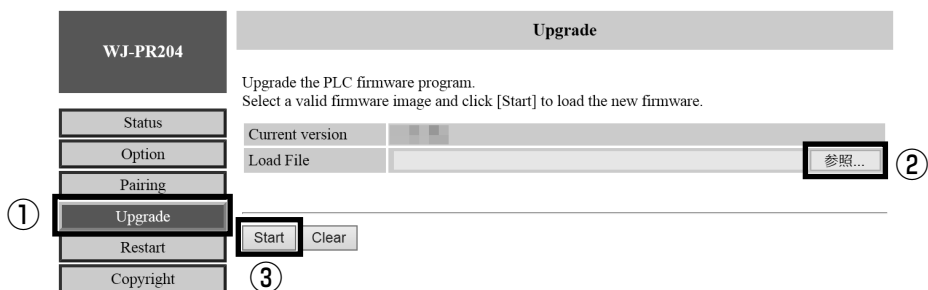 WJ-PR204
Upgrade
Upgrade the PLC firmware program.
Select a valid firmware image and click [Start] to load the new firmware.
Status
Option
Pairing
Upgrade
Restart
Copyright
Current version
Load File
参照...
Start
Clear
①
②
③